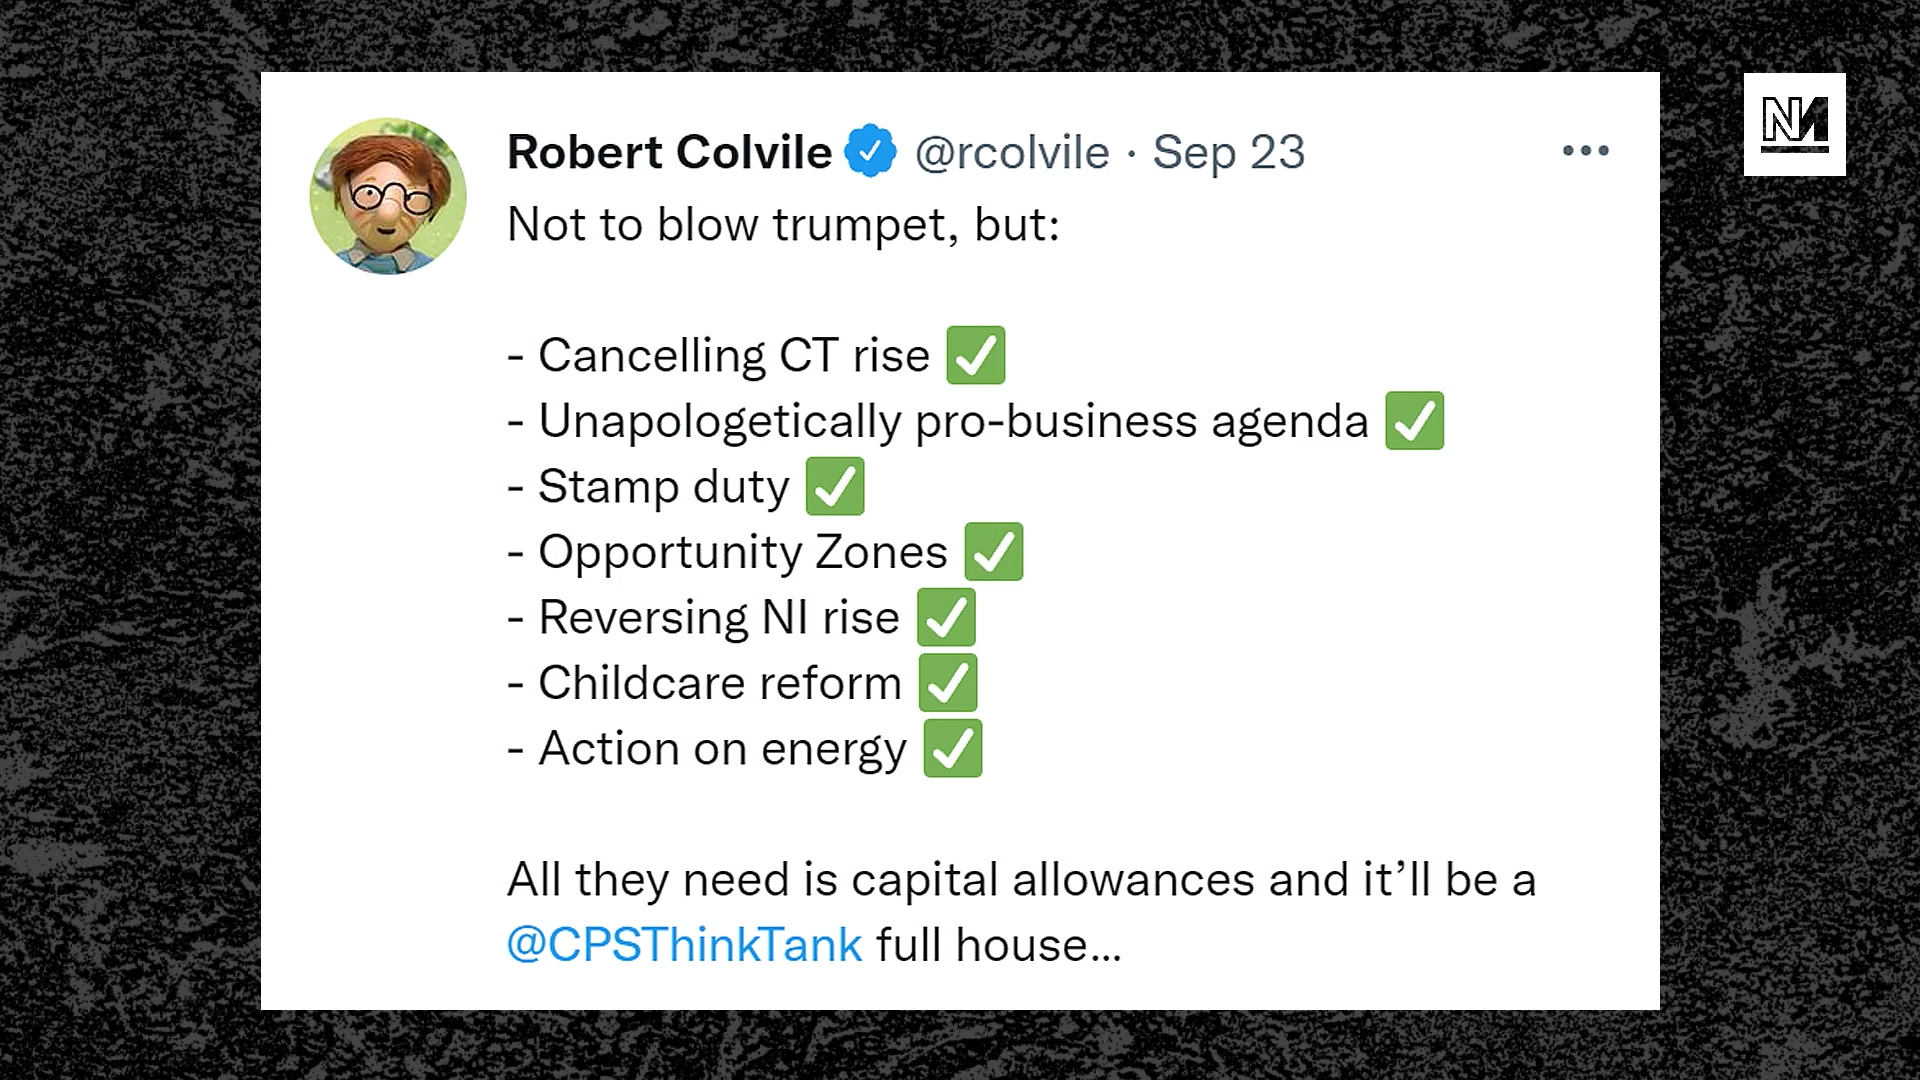 NM
Robert Colvile @rcolvile · Sep 23
Not to blow trumpet, but:
- Cancelling CT rise ✅
- Unapologetically pro-business agenda ✅
- Stamp duty ✅
- Opportunity Zones ✅
- Reversing NI rise ✅
- Childcare reform ✅
- Action on energy ✅
All they need is capital allowances and it’ll be a
@CPSThinkTank full house...